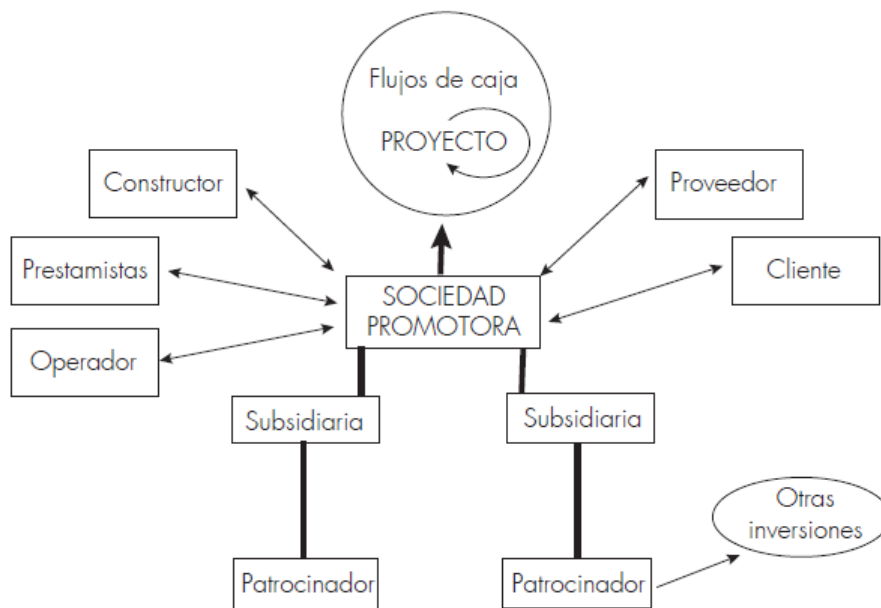 Flujos de caja
PROYECTO
Constructor
Proveedor
Prestamistas
Cliente
SOCIEDAD
PROMOTORA
Operador
Subsidiaria
Subsidiaria
Otras
inversiones
Patrocinador
Patrocinador